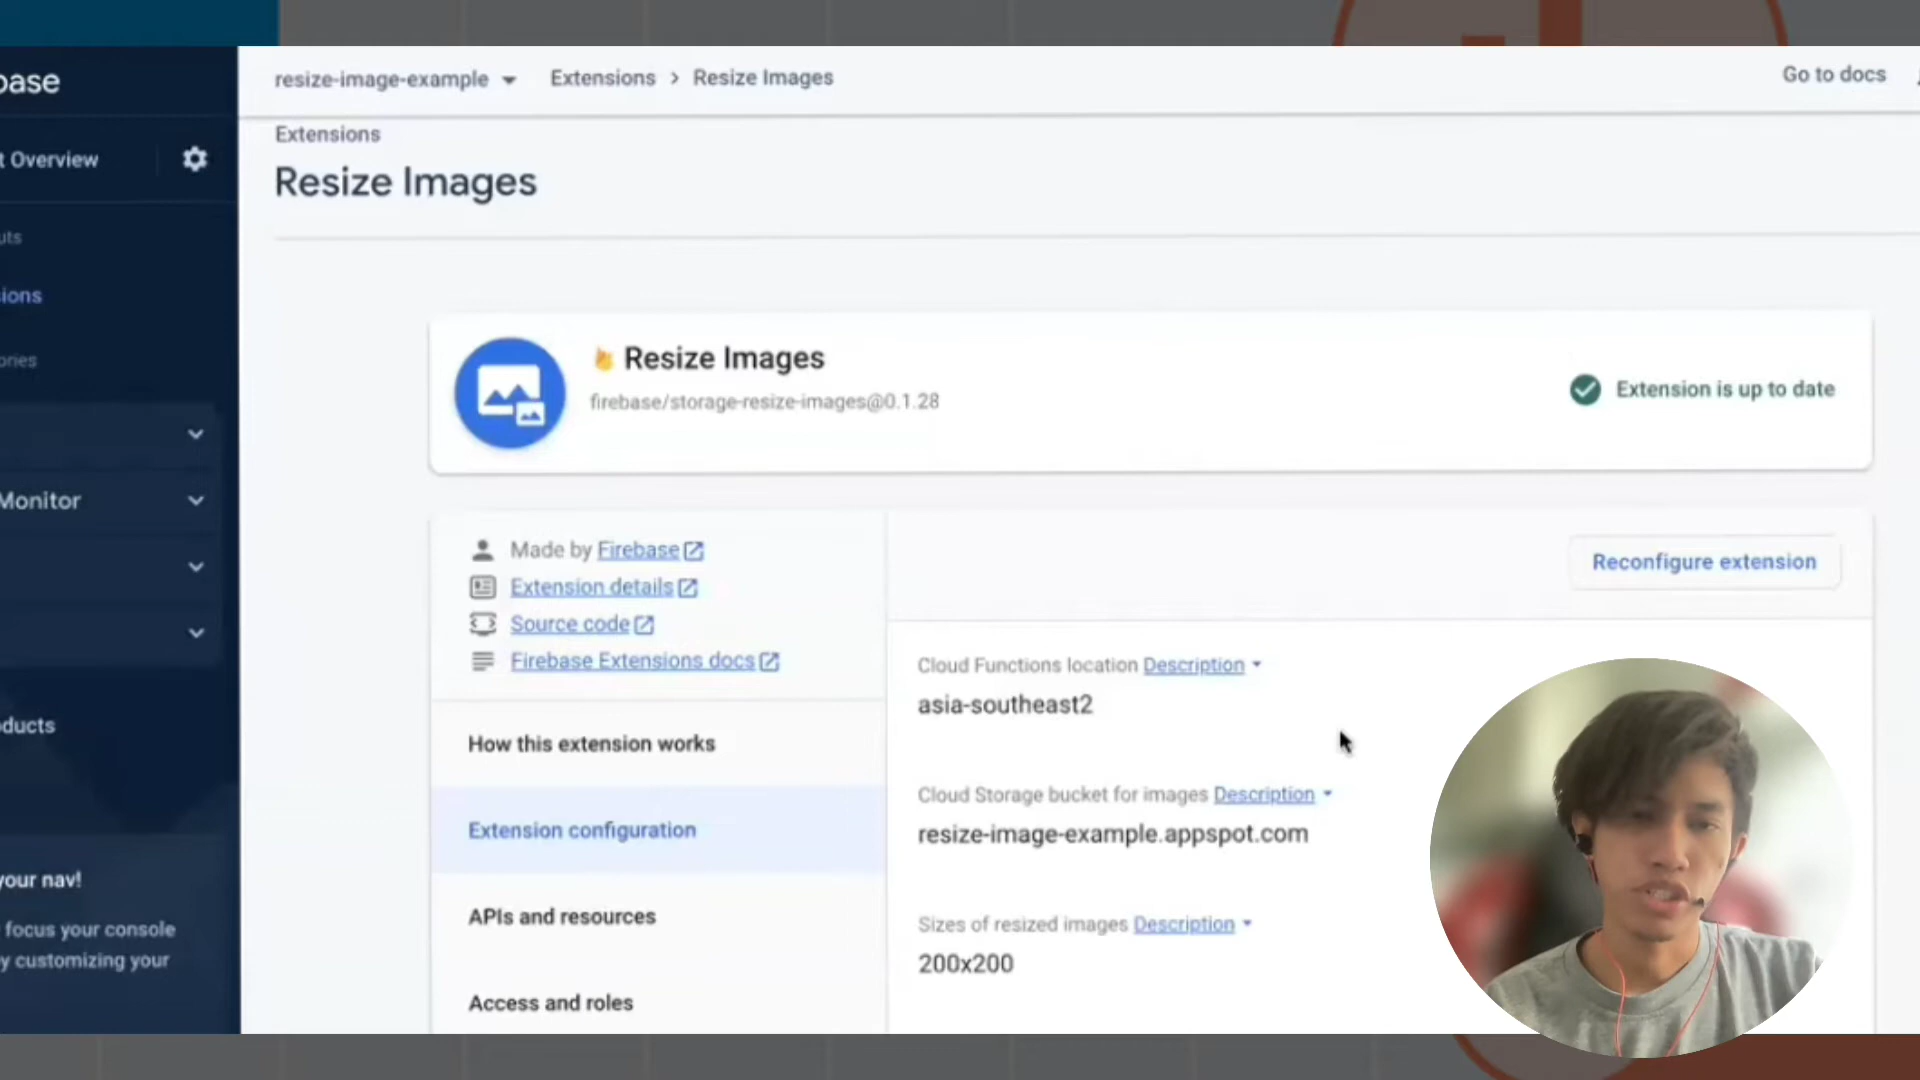 base
resize-image-example
Extensions > Resize Images
Go to docs
t Overview
Extensions
Resize Images
uts
ions
ories
Resize Images
firebase/storage-resize-images@0.1.28
Extension is up to date
Monitor
Made by Firebase
Extension details
Source code
Firebase Extensions docs
Reconfigure extension
Cloud Functions location Description
asia-southeast2
How this extension works
ducts
Cloud Storage bucket for images Description
resize-image-example.appspot.com
Extension configuration
your nav!
focus your console
y customizing your
APIs and resources
Sizes of resized images Description
200x200
Access and roles